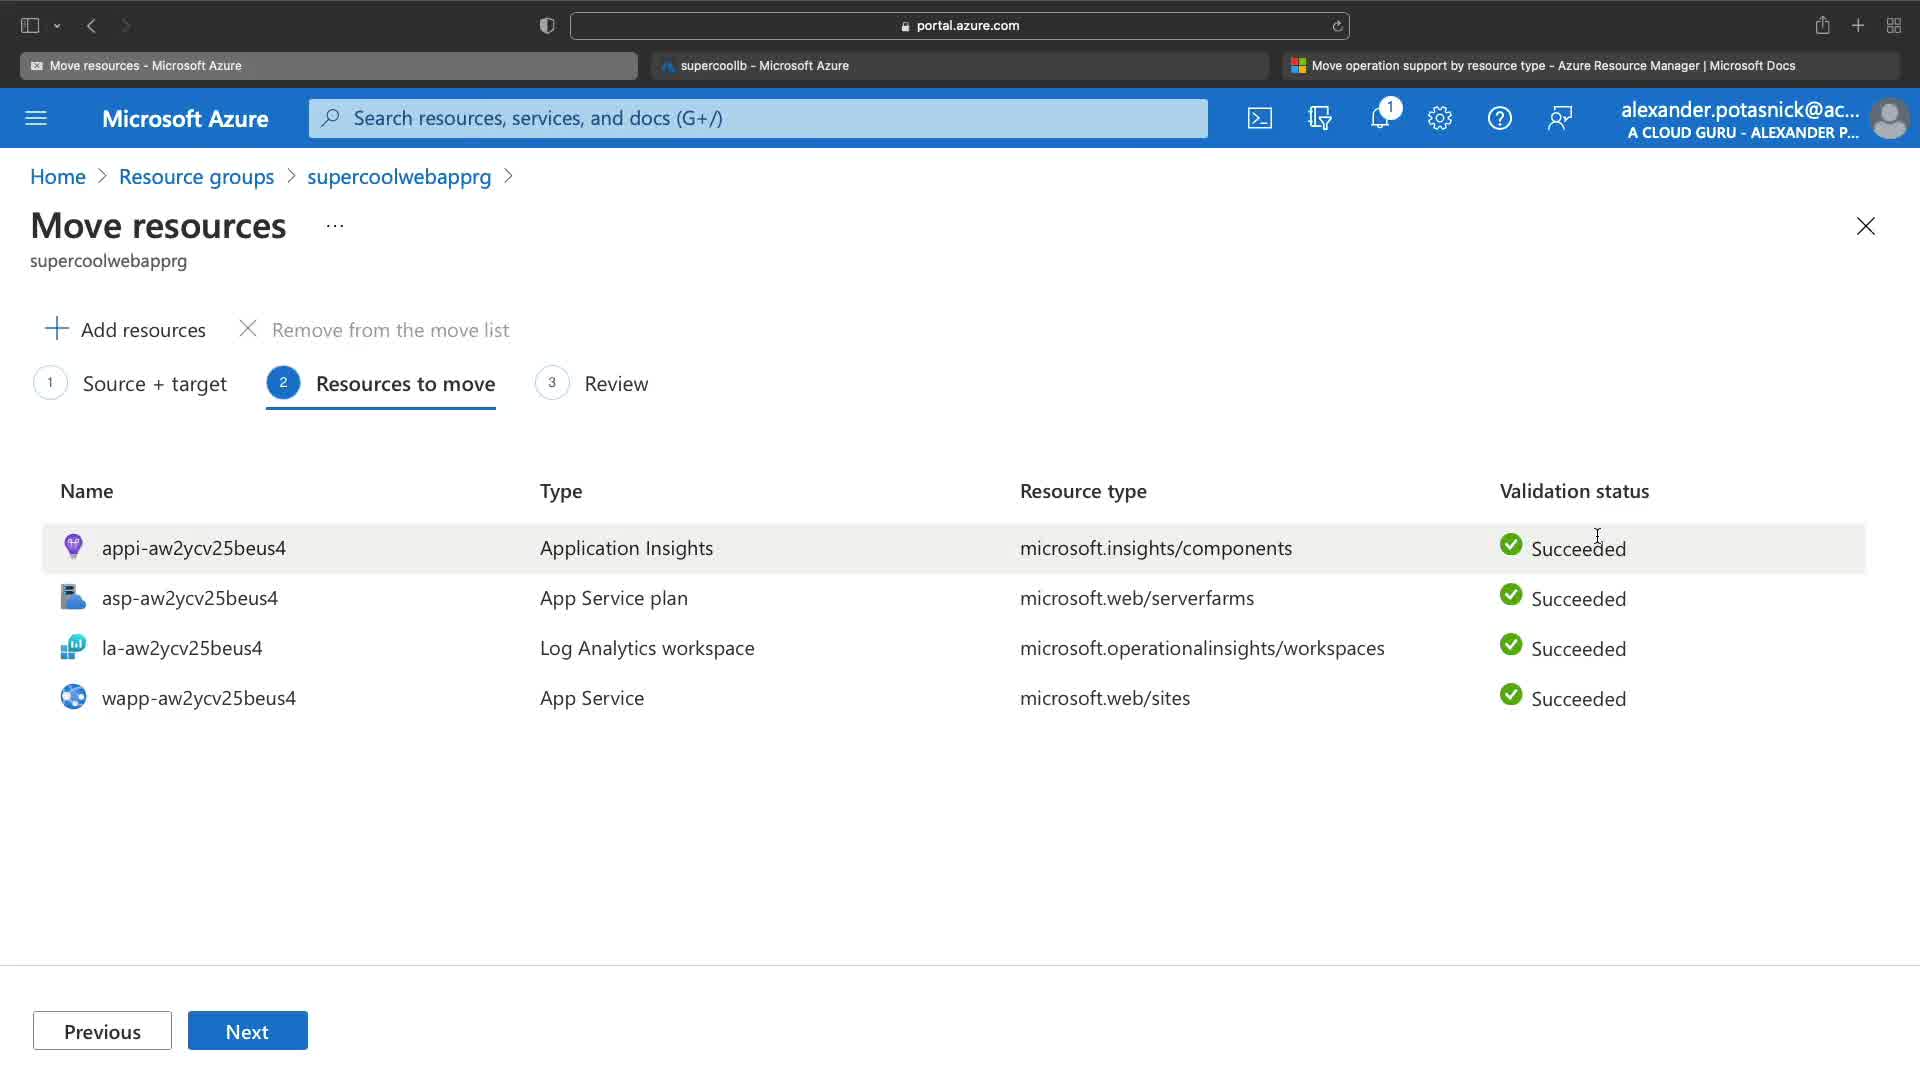 portal.azure.com
Move resources - Microsoft Azure
supercoollb - Microsoft Azure
Move operation support by resource type - Azure Resource Manager | Microsoft Docs
Microsoft Azure
Search resources, services, and docs (G+/)
1
alexander.potasnick@ac...
A CLOUD GURU - ALEXANDER P...
Home > Resource groups > supercoolwebapprg >
Move resources ...
supercoolwebapprg
Add resources
Remove from the move list
1 Source + target
2 Resources to move
3 Review
Name Type Resource type Validation status
appi-aw2ycv25beus4 Application Insights microsoft.insights/components Succeeded
asp-aw2ycv25beus4 App Service plan microsoft.web/serverfarms Succeeded
la-aw2ycv25beus4 Log Analytics workspace microsoft.operationalinsights/workspaces Succeeded
wapp-aw2ycv25beus4 App Service microsoft.web/sites Succeeded
Previous
Next